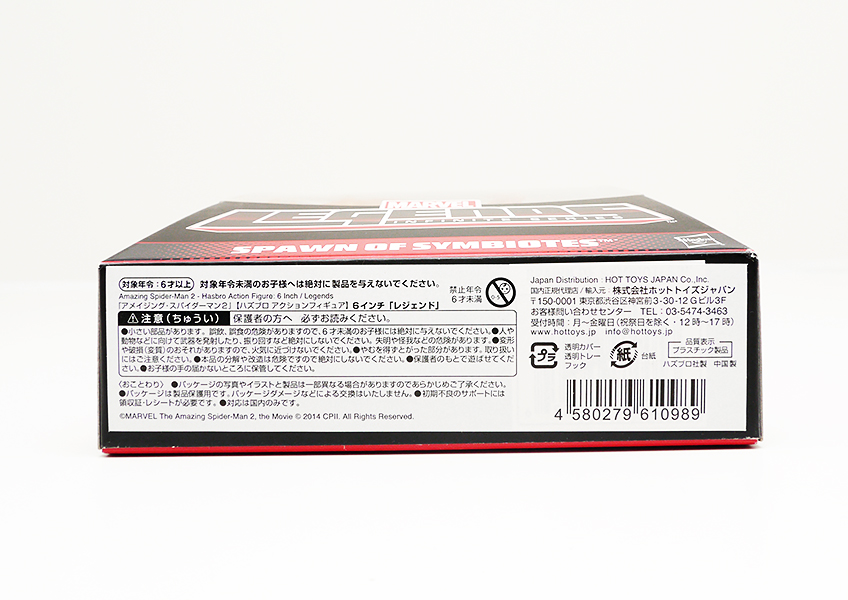 MARVEL
LEGENDS
INFINITE SERIES
SPAWN OF SYMBIOTES™
Hasbro
対象年令：6才以上 対象年令未満のお子様へは絶対に製品を与えないでください。
Amazing Spider-Man 2 - Hasbro Action Figure: 6 Inch / Legends
「アメイジング・スパイダーマン2」【ハズブロ アクションフィギュア】6インチ「レジェンド」
禁止年令
6才未満
0-5
注意（ちゅうい） 保護者の方へ 必ずお読みください。
●小さい部品があります。誤飲、誤食の危険がありますので、6才未満のお子様には絶対に与えないでください。●人や
動物などに向けて武器を発射したり、振り回すなど絶対にしないでください。失明や怪我などの危険があります。●変形
や破損（変質）のおそれがありますので、火気に近づけないでください。●やむを得すとがった部分があります。取り扱い
にはご注意ください。●本品の分解や改造は危険ですので絶対にしないでください。●保護者のもとで遊ばせてくだ
さい。●お子様の手の届かないところに保管してください。
〈おことわり〉 ●パッケージの写真やイラストと製品は一部異なる場合がありますのであらかじめご了承ください。
●パッケージは製品保護用です。パッケージダメージなどによる交換はいたしません。●初期不良のサポートには
領収証・レシートが必要です。●対応は国内のみです。
©MARVEL The Amazing Spider-Man 2, the Movie © 2014 CPII. All Rights Reserved.
Japan Distribution : HOT TOYS JAPAN Co.,Inc.
国内正規代理店 / 輸入元：株式会社ホットトイズジャパン
〒150-0001 東京都渋谷区神宮前3-30-12 Gビル3F
お客様問い合わせセンター TEL 03-5474-3463
受付時間：月〜金曜日（祝祭日を除く・12時〜17時）
www.hottoys.jp info@hottoys.jp
プラ
透明カバー
透明トレー
フック
紙
台紙
品質表示
プラスチック製品
ハズブロ社製 中国製
4 580279 610989